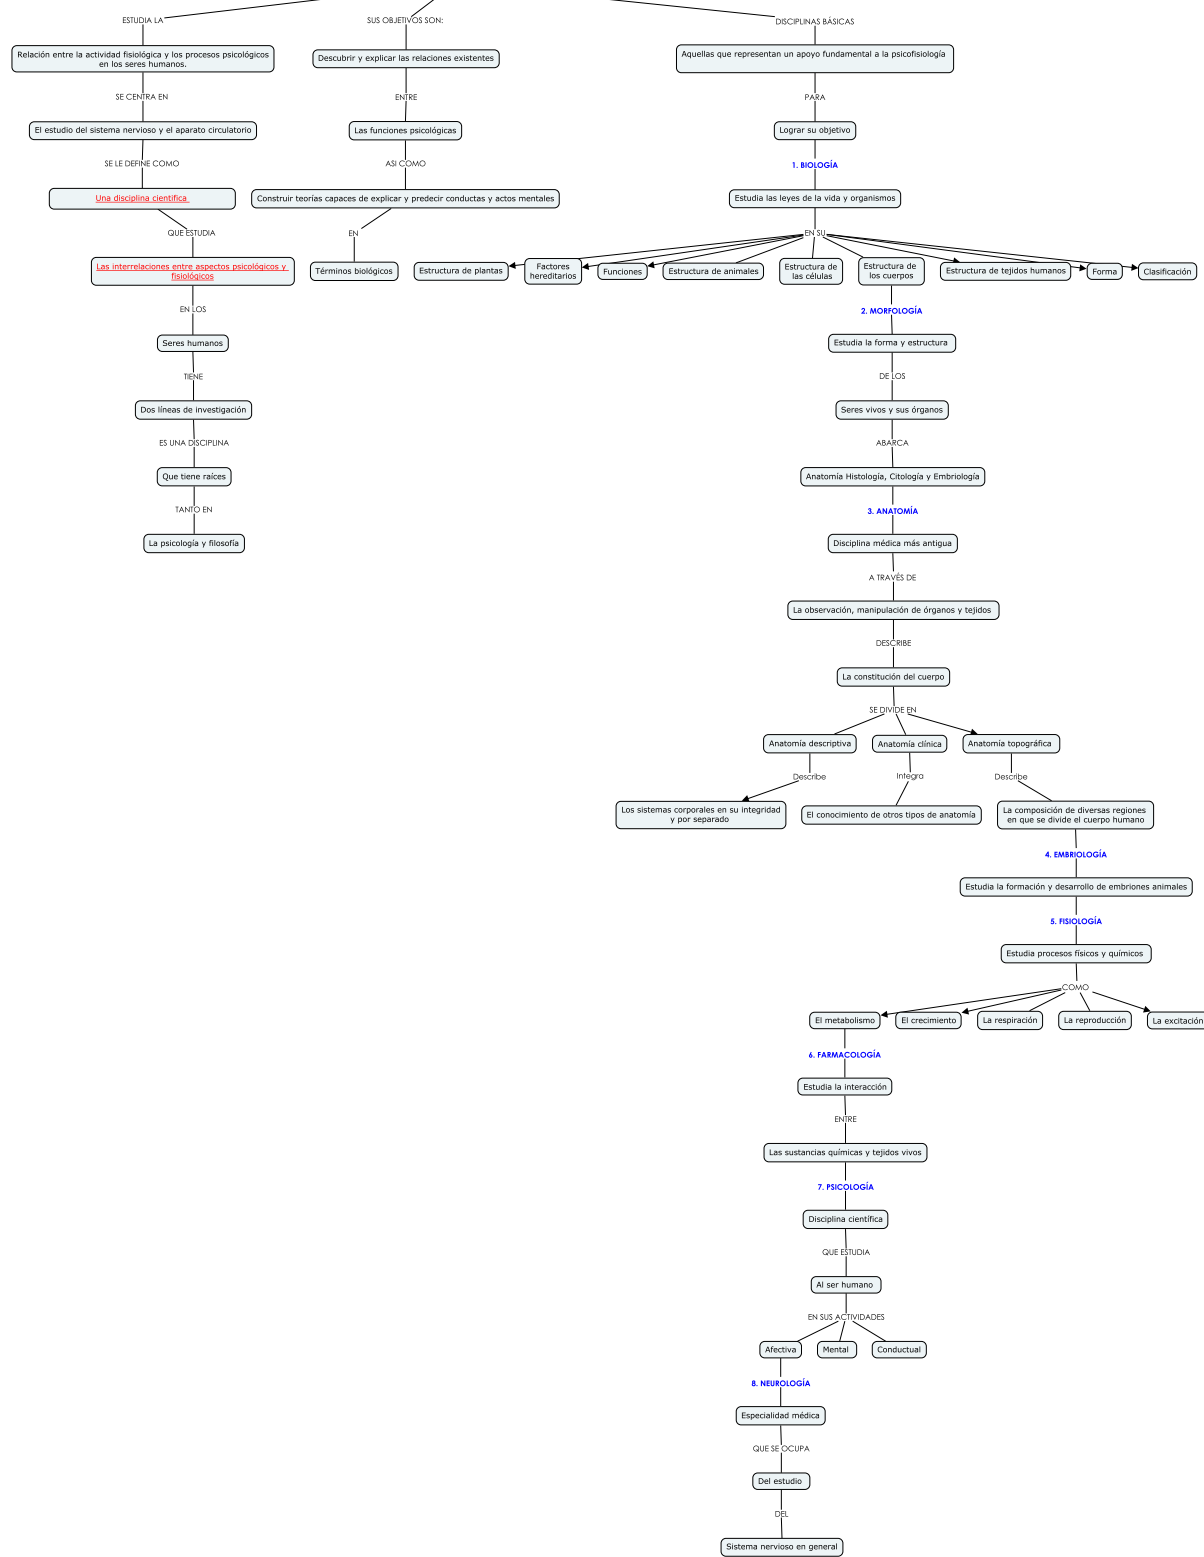 ESTUDIA LA
Relación entre la actividad fisiológica y los procesos psicológicos
en los seres humanos.
SE CENTRA EN
El estudio del sistema nervioso y el aparato circulatorio
SE LE DEFINE COMO
Una disciplina cientifica
QUE ESTUDIA
Las interrelaciones entre aspectos psicológicos y
fisiológicos
EN LOS
Seres humanos
TIENE
Dos líneas de investigación
ES UNA DISCIPLINA
Que tiene raíces
TANTO EN
La psicología y filosofía
SUS OBJETIVOS SON:
Descubrir y explicar las relaciones existentes
ENTRE
Las funciones psicológicas
ASI COMO
Construir teorías capaces de explicar y predecir conductas y actos mentales
EN
Términos biológicos
DISCIPLINAS BÁSICAS
Aquellas que representan un apoyo fundamental a la psicofisiología
PARA
Lograr su objetivo
1. BIOLOGÍA
Estudia las leyes de la vida y organismos
EN SU
Estructura de plantas
Factores
hereditarios
Funciones
Estructura de animales
Estructura de
las células
Estructura de
los cuerpos
Estructura de tejidos humanos
Forma
Clasificación
2. MORFOLOGÍA
Estudia la forma y estructura
DE LOS
Seres vivos y sus órganos
ABARCA
Anatomía Histología, Citología y Embriología
3. ANATOMÍA
Disciplina médica más antigua
A TRAVÉS DE
La observación, manipulación de órganos y tejidos
DESCRIBE
La constitución del cuerpo
SE DIVIDE EN
Anatomía descriptiva
Anatomía clínica
Anatomía topográfica
Describe
Integra
Describe
Los sistemas corporales en su integridad
y por separado
El conocimiento de otros tipos de anatomía
La composición de diversas regiones
en que se divide el cuerpo humano
4. EMBRIOLOGÍA
Estudia la formación y desarrollo de embriones animales
5. FISIOLOGÍA
Estudia procesos físicos y químicos
COMO
El metabolismo
El crecimiento
La respiración
La reproducción
La excitación
6. FARMACOLOGÍA
Estudia la interacción
ENTRE
Las sustancias químicas y tejidos vivos
7. PSICOLOGÍA
Disciplina científica
QUE ESTUDIA
Al ser humano
EN SUS ACTIVIDADES
Afectiva
Mental
Conductual
8. NEUROLOGÍA
Especialidad médica
QUE SE OCUPA
Del estudio
DEL
Sistema nervioso en general